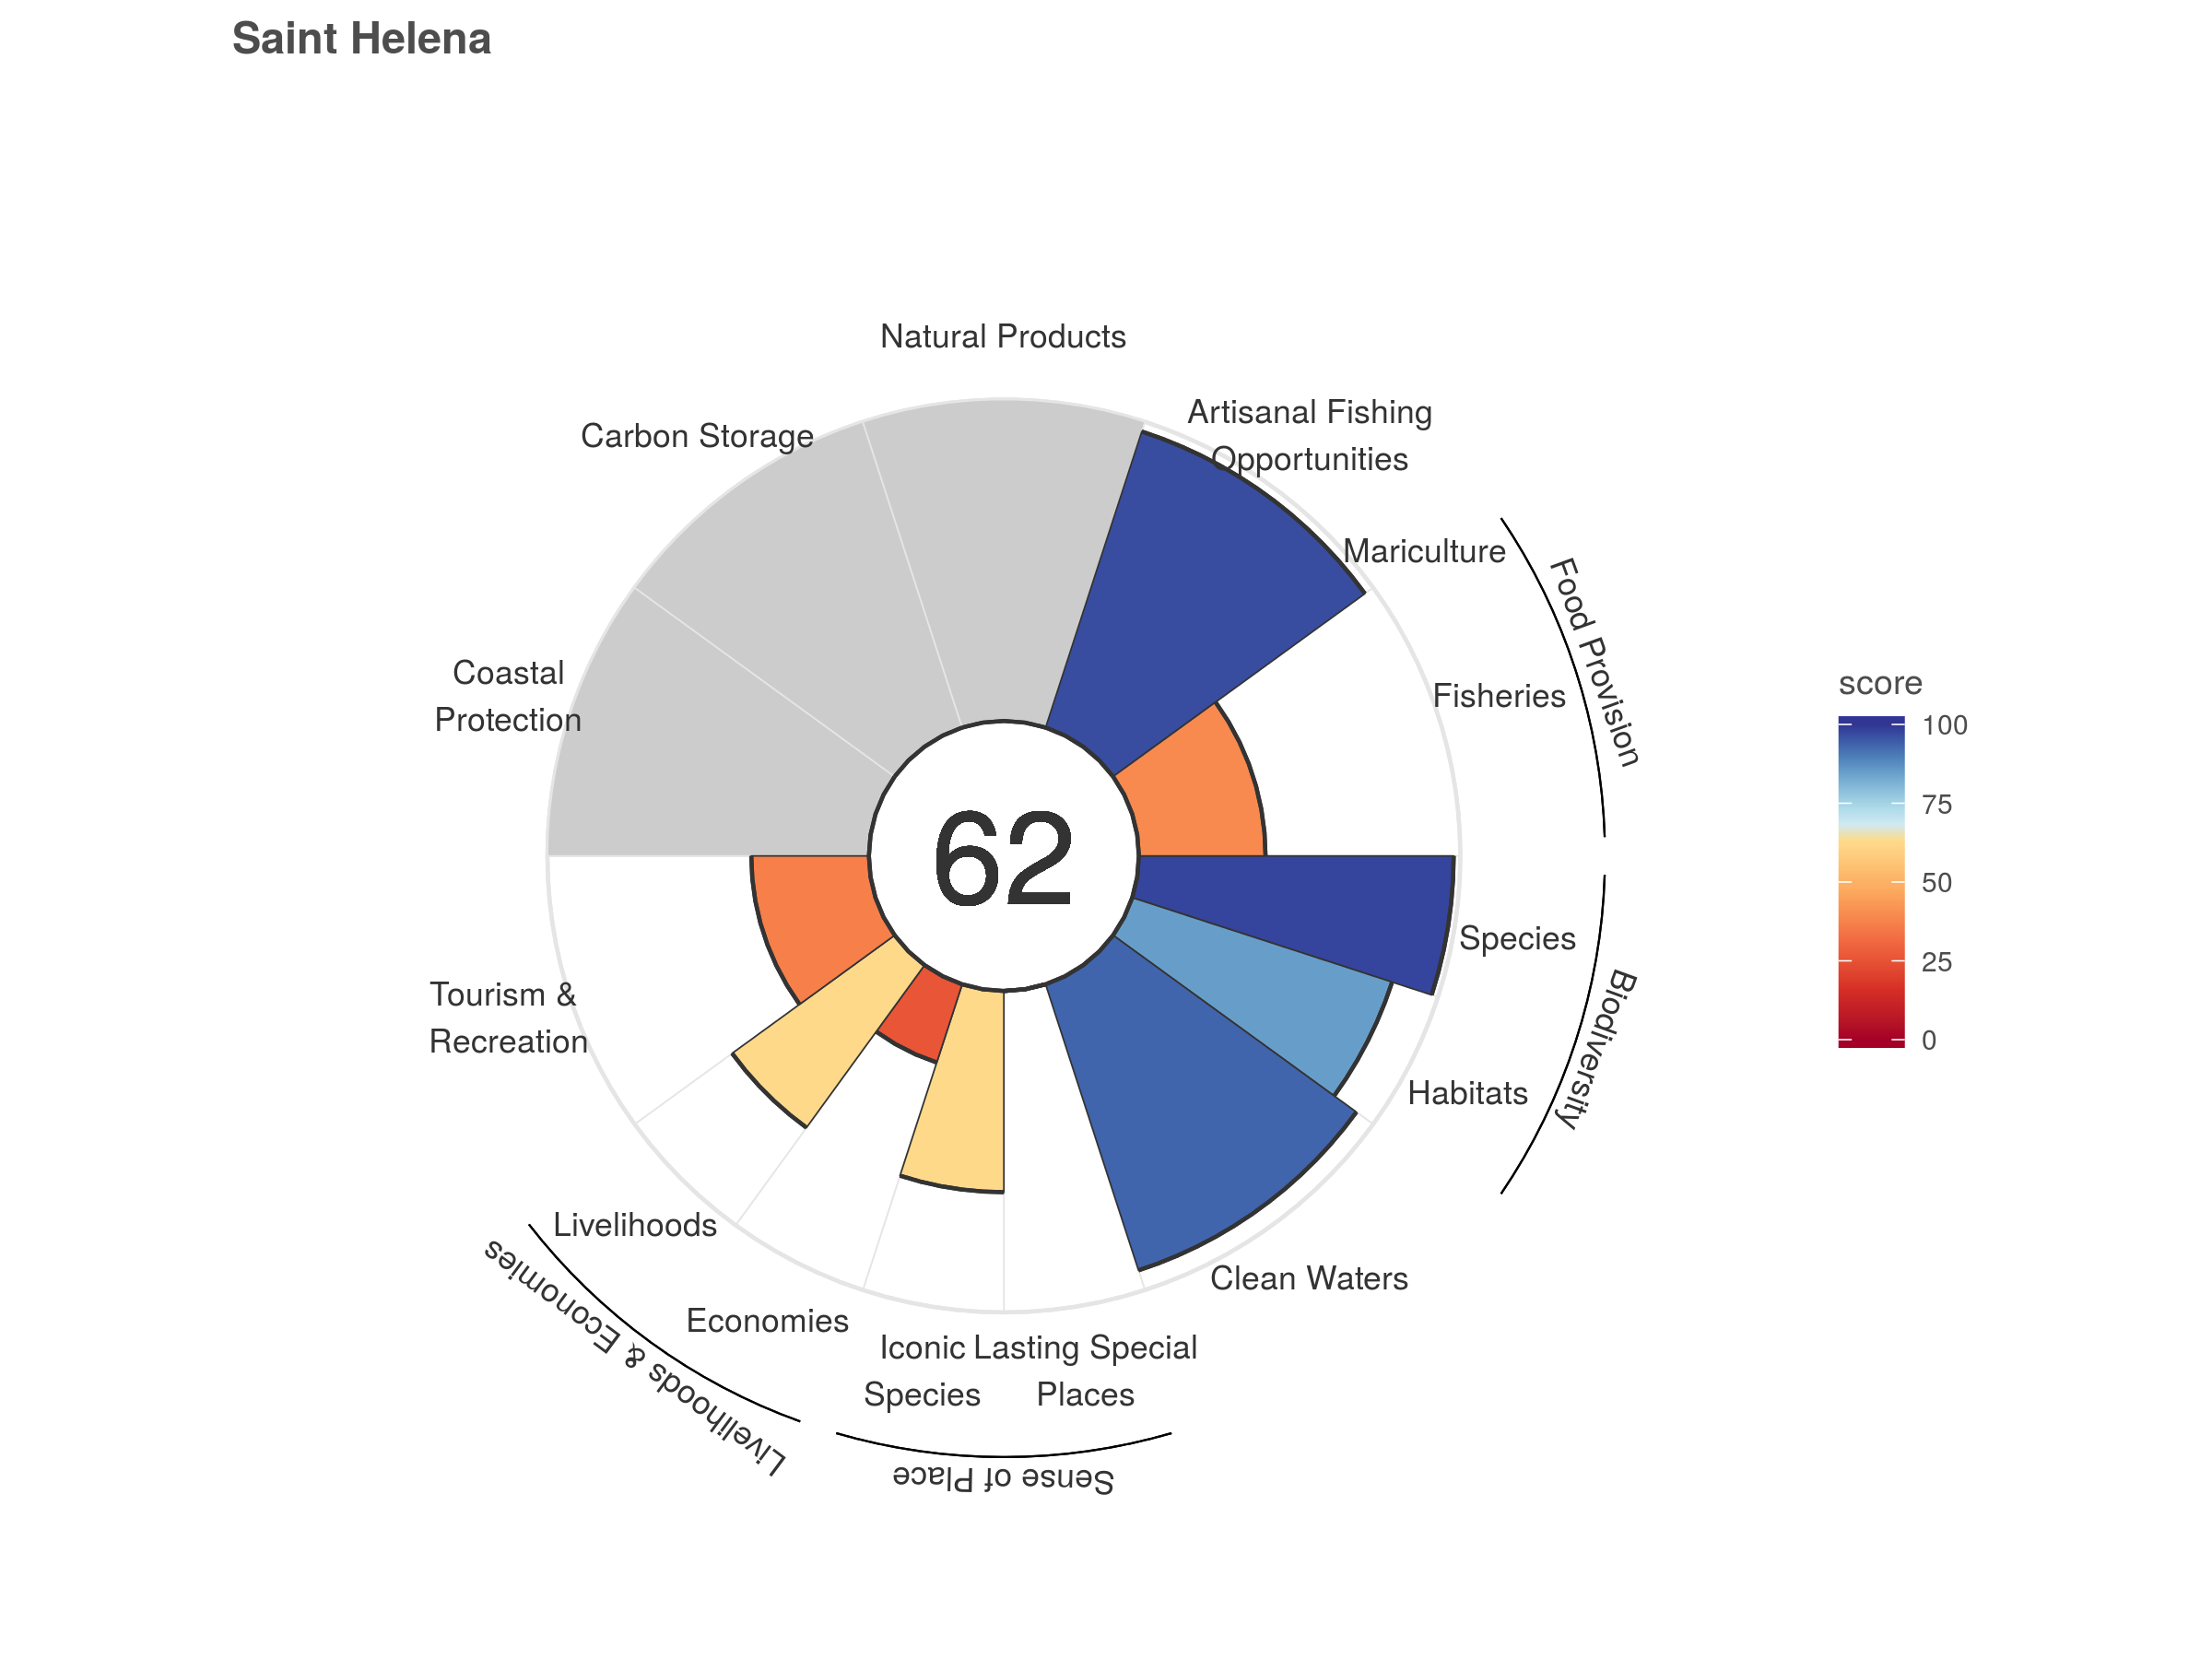 Saint Helena
Natural Products
Artisanal Fishing
Opportunities
Carbon Storage
Mariculture
Food Provision
Coastal
Protection
Fisheries
score
100
75
50
25
0
62
Species
Biodiversity
Tourism &
Recreation
Habitats
Livelihoods
Clean Waters
Livelihoods & Economies
Economies
Iconic
Species
Lasting Special
Places
Sense of Place